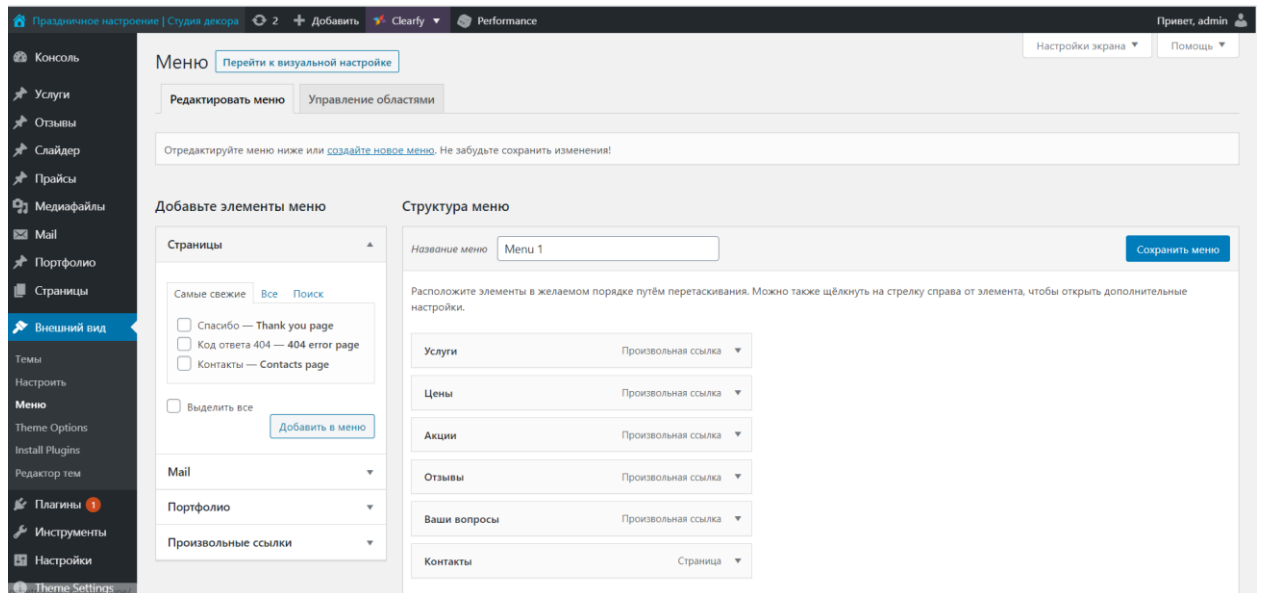 Праздничное настроение | Студия декора 2 Добавить Clearfy Performance Привет, admin
Консоль
Услуги
Отзывы
Слайдер
Прайсы
Медиафайлы
Mail
Портфолио
Страницы
Внешний вид
Темы
Настроить
Меню
Theme Options
Install Plugins
Редактор тем
Плагины 1
Инструменты
Настройки
Theme Settings
Настройки экрана Помощь
Меню Перейти к визуальной настройке
Редактировать меню Управление областями
Отредактируйте меню ниже или создайте новое меню. Не забудьте сохранить изменения!
Добавьте элементы меню
Страницы
Самые свежие Все Поиск
Спасибо — Thank you page
Код ответа 404 — 404 error page
Контакты — Contacts page
Выделить все
Добавить в меню
Mail
Портфолио
Произвольные ссылки
Структура меню
Название меню Menu 1 Сохранить меню
Расположите элементы в желаемом порядке путём перетаскивания. Можно также щёлкнуть на стрелку справа от элемента, чтобы открыть дополнительные
настройки.
Услуги Произвольная ссылка
Цены Произвольная ссылка
Акции Произвольная ссылка
Отзывы Произвольная ссылка
Ваши вопросы Произвольная ссылка
Контакты Страница